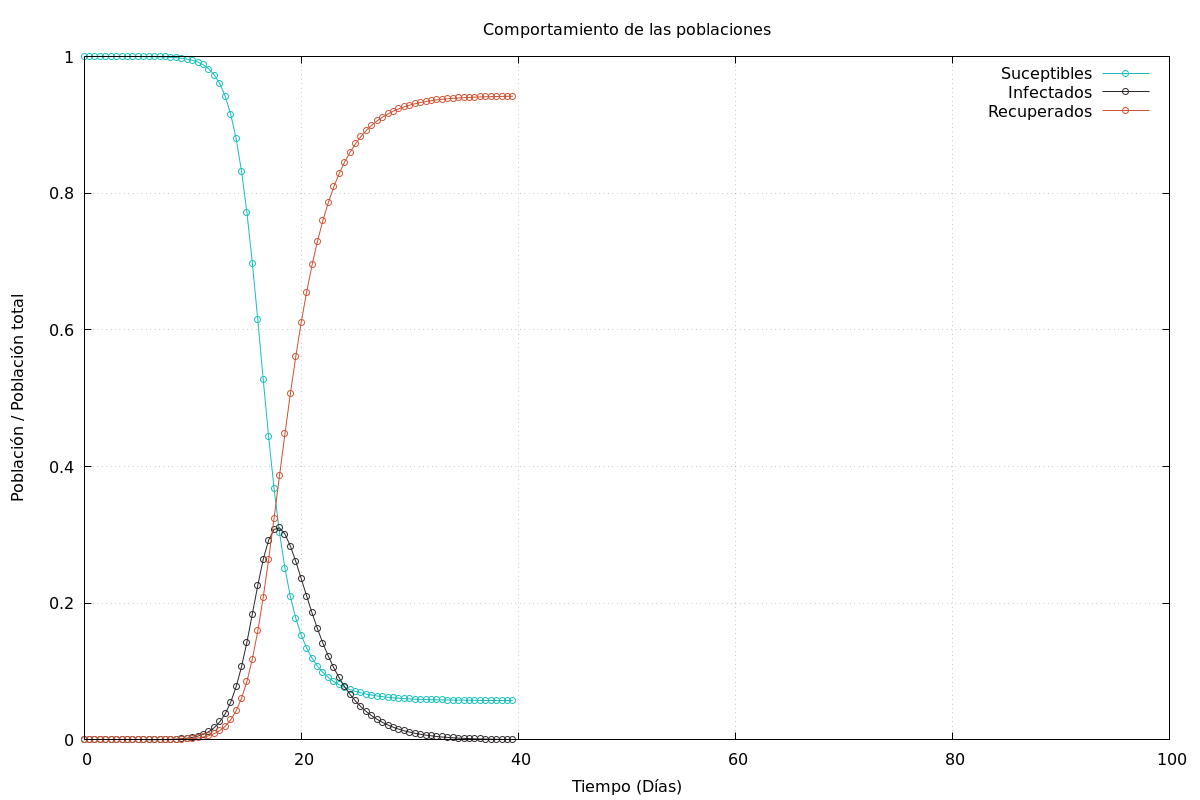 Comportamiento de las poblaciones
Suceptibles
Infectados
Recuperados
Población / Población total
1
0.8
0.6
0.4
0.2
0
0 20 40 60 80 100
Tiempo (Días)